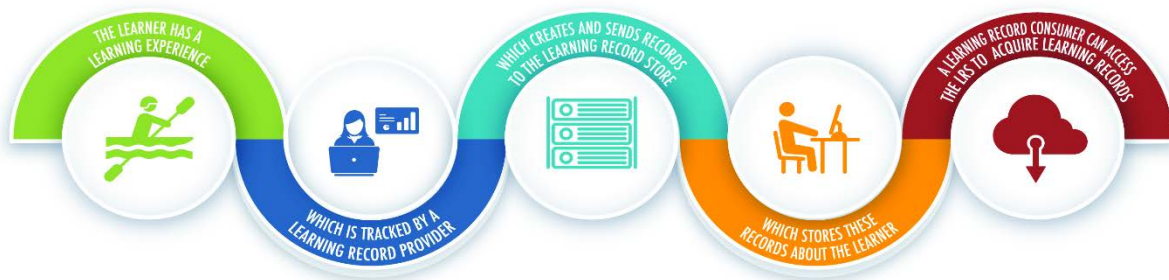 THE LEARNER HAS A
LEARNING EXPERIENCE
WHICH IS TRACKED BY A
LEARNING RECORD PROVIDER
WHICH CREATES AND SENDS RECORDS
TO THE LEARNING RECORD STORE
WHICH STORES THESE
RECORDS ABOUT THE LEARNER
A LEARNING RECORD CONSUMER CAN ACCESS
THE LRS TO ACQUIRE LEARNING RECORDS